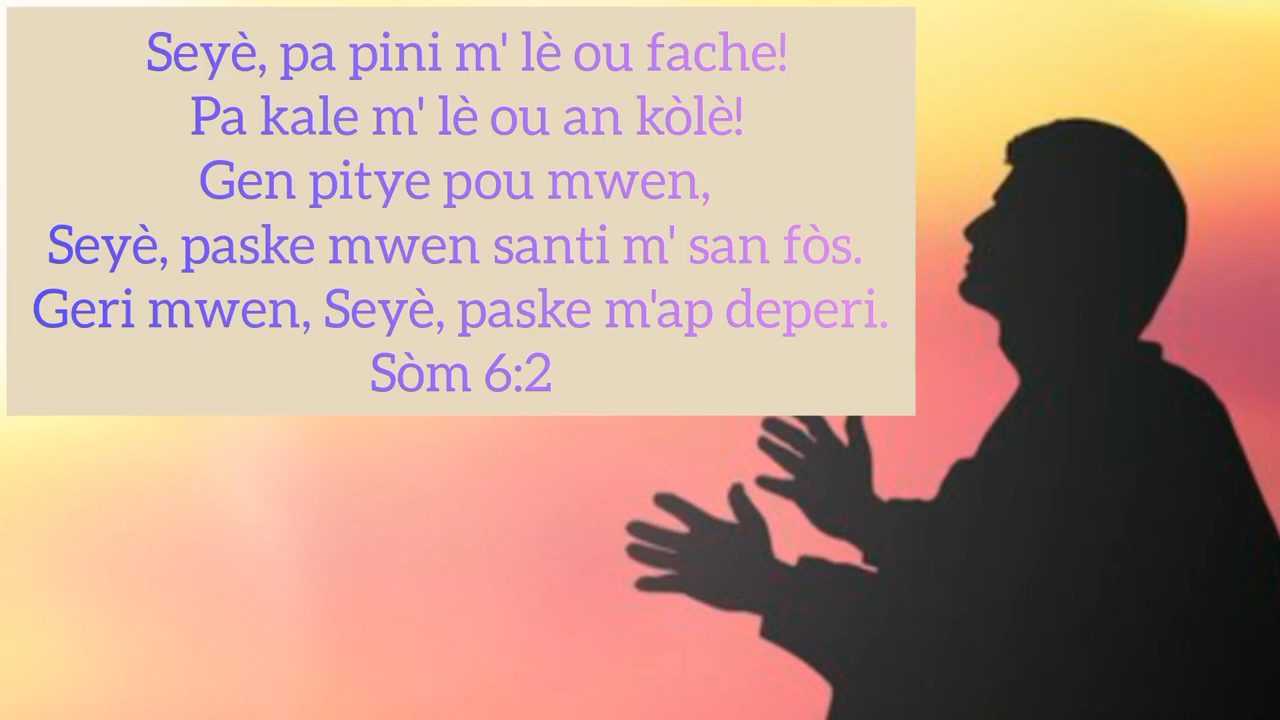 Seyè, pa pini m' lè ou fache!
Pa kale m' lè ou an kòlè!
Gen pitye pou mwen,
Seyè, paske mwen santi m' san fòs.
Geri mwen, Seyè, paske m'ap deperi.
Sòm 6:2